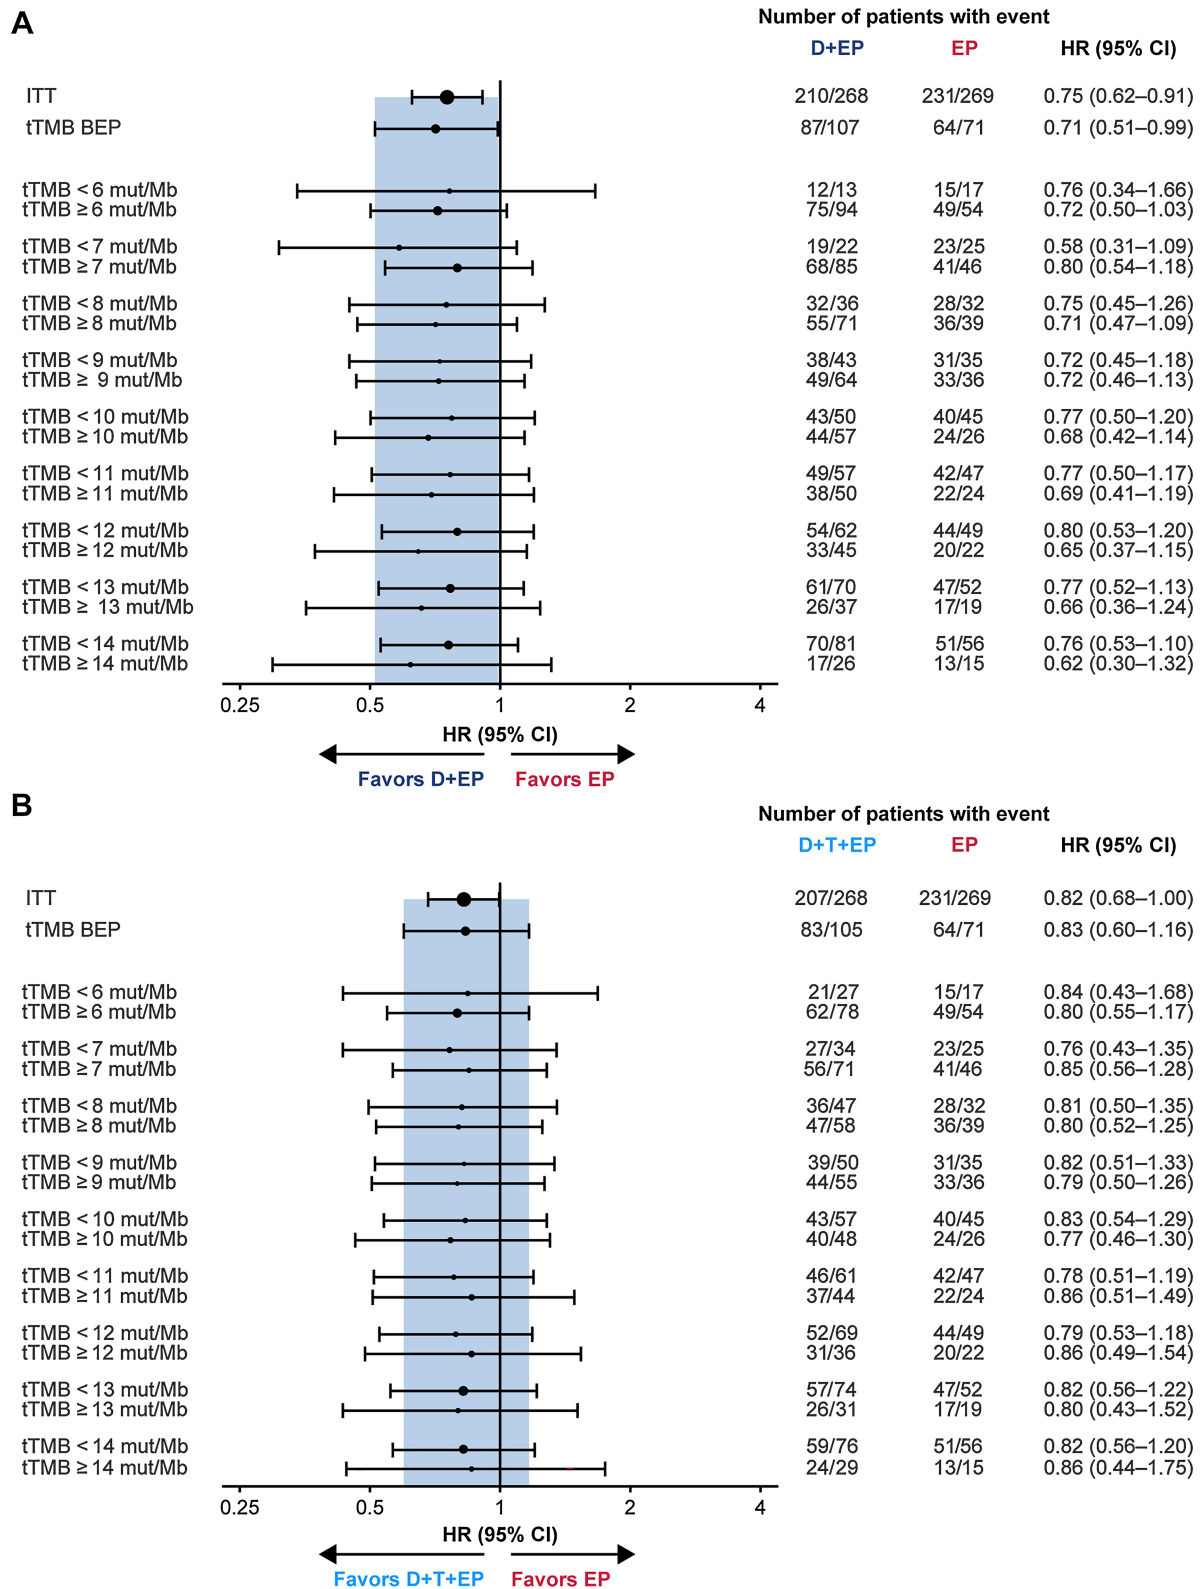 A
Number of patients with event
D+EP EP HR (95% CI)
ITT 210/268 231/269 0.75 (0.62–0.91)
tTMB BEP 87/107 64/71 0.71 (0.51–0.99)
tTMB < 6 mut/Mb 12/13 15/17 0.76 (0.34–1.66)
tTMB ≥ 6 mut/Mb 75/94 49/54 0.72 (0.50–1.03)
tTMB < 7 mut/Mb 19/22 23/25 0.58 (0.31–1.09)
tTMB ≥ 7 mut/Mb 68/85 41/46 0.80 (0.54–1.18)
tTMB < 8 mut/Mb 32/36 28/32 0.75 (0.45–1.26)
tTMB ≥ 8 mut/Mb 55/71 36/39 0.71 (0.47–1.09)
tTMB < 9 mut/Mb 38/43 31/35 0.72 (0.45–1.18)
tTMB ≥ 9 mut/Mb 49/64 33/36 0.72 (0.46–1.13)
tTMB < 10 mut/Mb 43/50 40/45 0.77 (0.50–1.20)
tTMB ≥ 10 mut/Mb 44/57 24/26 0.68 (0.42–1.14)
tTMB < 11 mut/Mb 49/57 42/47 0.77 (0.50–1.17)
tTMB ≥ 11 mut/Mb 38/50 22/24 0.69 (0.41–1.19)
tTMB < 12 mut/Mb 54/62 44/49 0.80 (0.53–1.20)
tTMB ≥ 12 mut/Mb 33/45 20/22 0.65 (0.37–1.15)
tTMB < 13 mut/Mb 61/70 47/52 0.77 (0.52–1.13)
tTMB ≥ 13 mut/Mb 26/37 17/19 0.66 (0.36–1.24)
tTMB < 14 mut/Mb 70/81 51/56 0.76 (0.53–1.10)
tTMB ≥ 14 mut/Mb 17/26 13/15 0.62 (0.30–1.32)
0.25 0.5 1 2 4
HR (95% CI)
Favors D+EP Favors EP
B
Number of patients with event
D+T+EP EP HR (95% CI)
ITT 207/268 231/269 0.82 (0.68–1.00)
tTMB BEP 83/105 64/71 0.83 (0.60–1.16)
tTMB < 6 mut/Mb 21/27 15/17 0.84 (0.43–1.68)
tTMB ≥ 6 mut/Mb 62/78 49/54 0.80 (0.55–1.17)
tTMB < 7 mut/Mb 27/34 23/25 0.76 (0.43–1.35)
tTMB ≥ 7 mut/Mb 56/71 41/46 0.85 (0.56–1.28)
tTMB < 8 mut/Mb 36/47 28/32 0.81 (0.50–1.35)
tTMB ≥ 8 mut/Mb 47/58 36/39 0.80 (0.52–1.25)
tTMB < 9 mut/Mb 39/50 31/35 0.82 (0.51–1.33)
tTMB ≥ 9 mut/Mb 44/55 33/36 0.79 (0.50–1.26)
tTMB < 10 mut/Mb 43/57 40/45 0.83 (0.54–1.29)
tTMB ≥ 10 mut/Mb 40/48 24/26 0.77 (0.46–1.30)
tTMB < 11 mut/Mb 46/61 42/47 0.78 (0.51–1.19)
tTMB ≥ 11 mut/Mb 37/44 22/24 0.86 (0.51–1.49)
tTMB < 12 mut/Mb 52/69 44/49 0.79 (0.53–1.18)
tTMB ≥ 12 mut/Mb 31/36 20/22 0.86 (0.49–1.54)
tTMB < 13 mut/Mb 57/74 47/52 0.82 (0.56–1.22)
tTMB ≥ 13 mut/Mb 26/31 17/19 0.80 (0.43–1.52)
tTMB < 14 mut/Mb 59/76 51/56 0.82 (0.56–1.20)
tTMB ≥ 14 mut/Mb 24/29 13/15 0.86 (0.44–1.75)
0.25 0.5 1 2 4
HR (95% CI)
Favors D+T+EP Favors EP